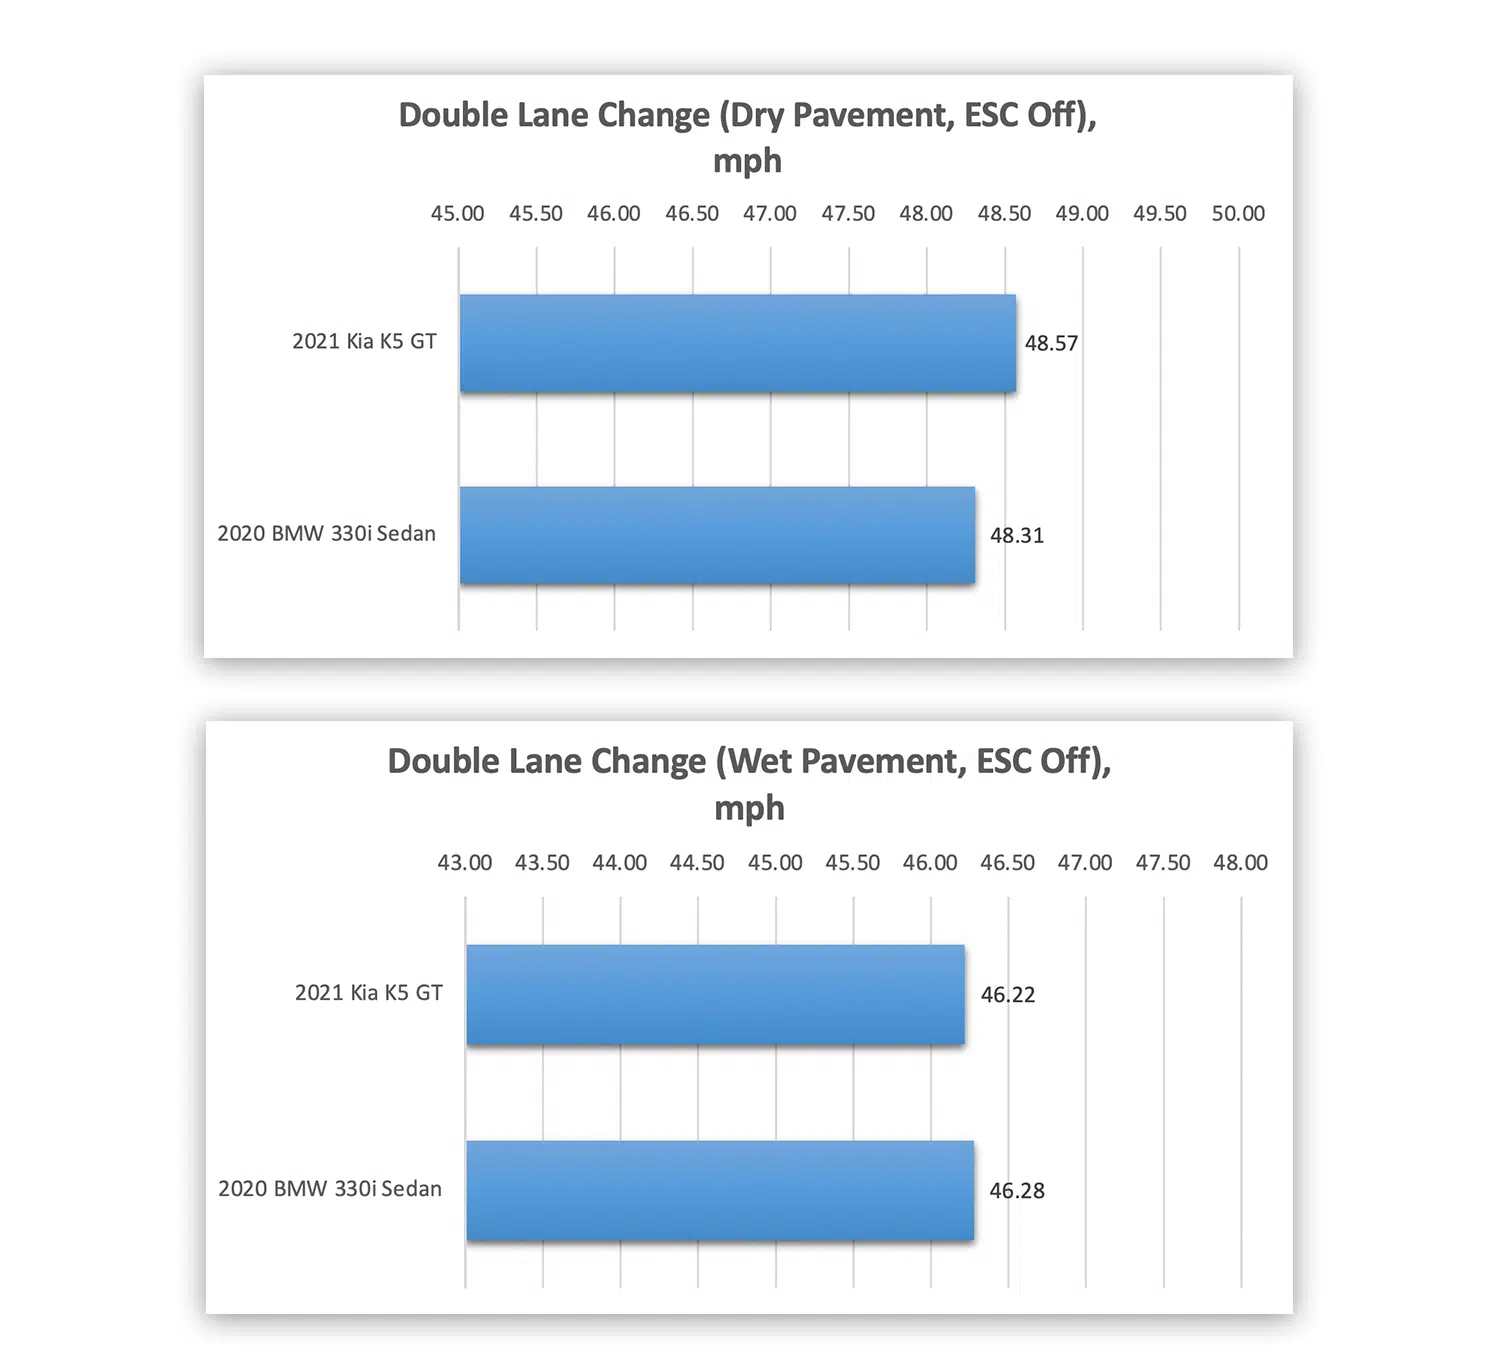 Double Lane Change (Dry Pavement, ESC Off),
mph
45.00 45.50 46.00 46.50 47.00 47.50 48.00 48.50 49.00 49.50 50.00
2021 Kia K5 GT 48.57
2020 BMW 330i Sedan 48.31
Double Lane Change (Wet Pavement, ESC Off),
mph
43.00 43.50 44.00 44.50 45.00 45.50 46.00 46.50 47.00 47.50 48.00
2021 Kia K5 GT 46.22
2020 BMW 330i Sedan 46.28